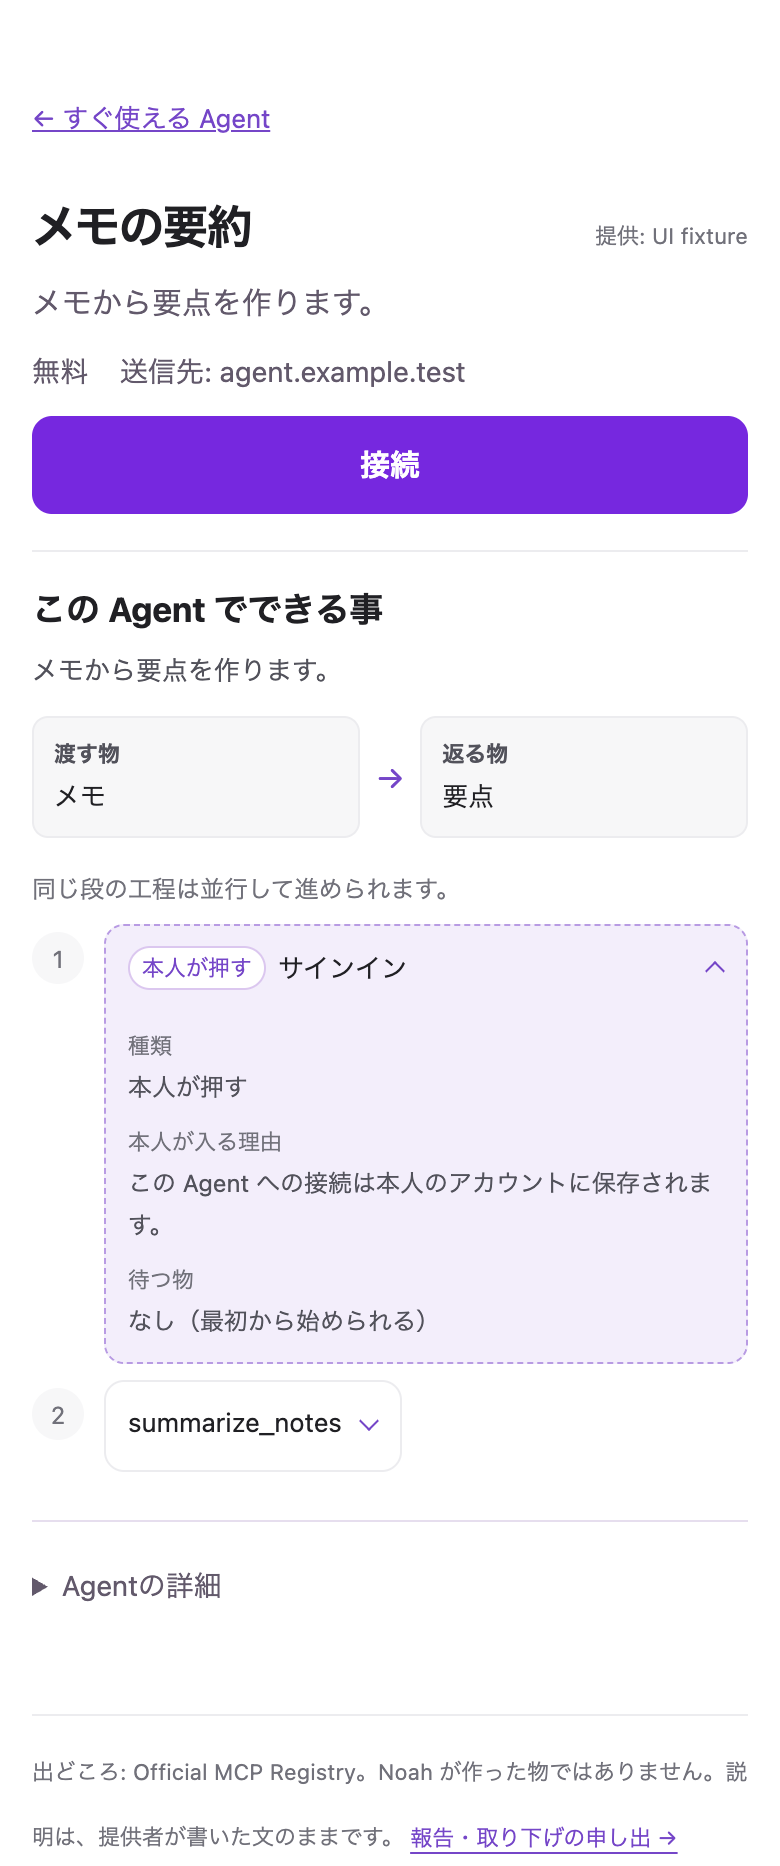 ← すぐ使える Agent
メモの要約
提供: UI fixture
メモから要点を作ります。
無料 送信先: agent.example.test
接続
この Agent でできる事
メモから要点を作ります。
渡す物
メモ
→
返る物
要点
同じ段の工程は並行して進められます。
1
本人が押す サインイン
種類
本人が押す
本人が入る理由
この Agent への接続は本人のアカウントに保存されま
す。
待つ物
なし（最初から始められる）
2
summarize_notes
▶ Agentの詳細
出どころ: Official MCP Registry。Noah が作った物ではありません。説
明は、提供者が書いた文のままです。 報告・取り下げの申し出 →